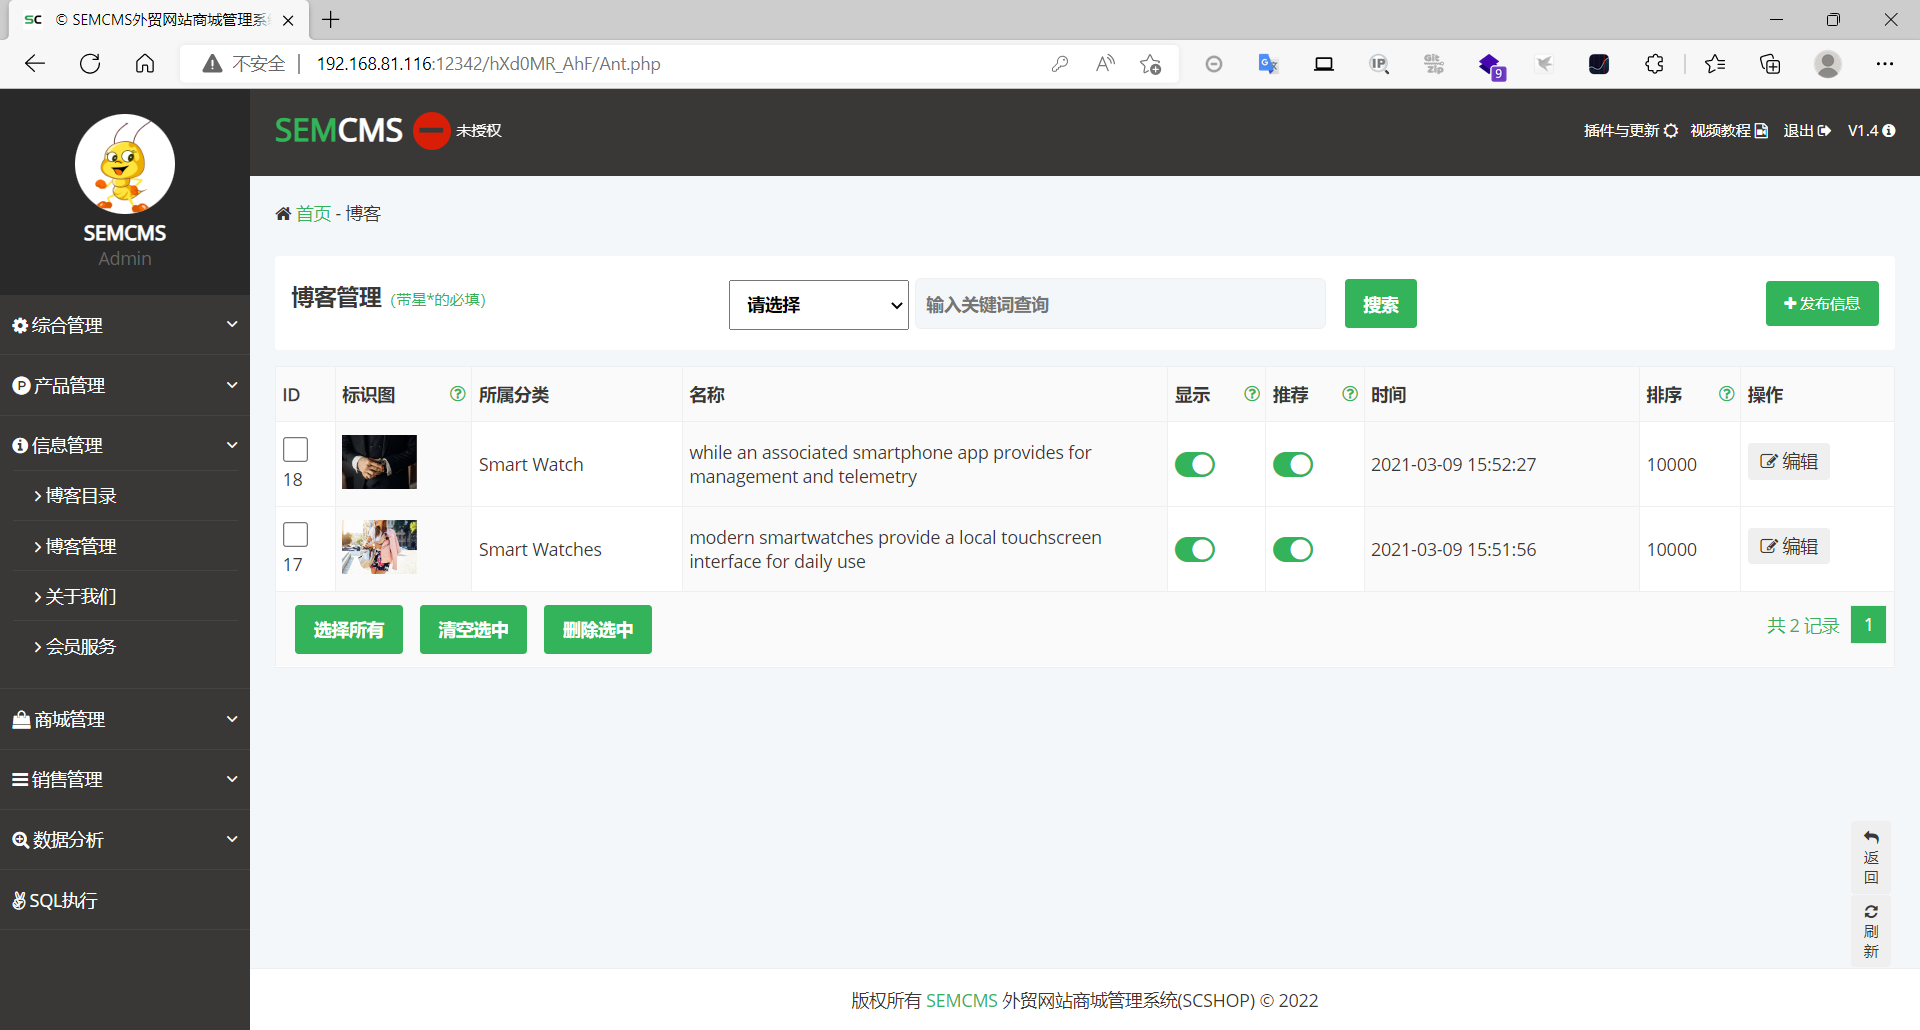 SC © SEMCMS外贸网站商城管理系
不安全 192.168.81.116:12342/hXd0MR_AhF/Ant.php
IP Git zip 9
SEMCMS
Admin
综合管理
产品管理
信息管理
博客目录
博客管理
关于我们
会员服务
商城管理
销售管理
数据分析
SQL执行
SEMCMS 未授权
插件与更新 视频教程 退出 V1.4
首页 - 博客
博客管理 (带星*的必填)
请选择 输入关键词查询 搜索 发布信息
ID 标识图 所属分类 名称 显示 推荐 时间 排序 操作
18 Smart Watch while an associated smartphone app provides for management and telemetry 2021-03-09 15:52:27 10000 编辑
17 Smart Watches modern smartwatches provide a local touchscreen interface for daily use 2021-03-09 15:51:56 10000 编辑
选择所有 清空选中 删除选中 共 2 记录 1
返回
刷新
版权所有 SEMCMS 外贸网站商城管理系统(SCSHOP) © 2022